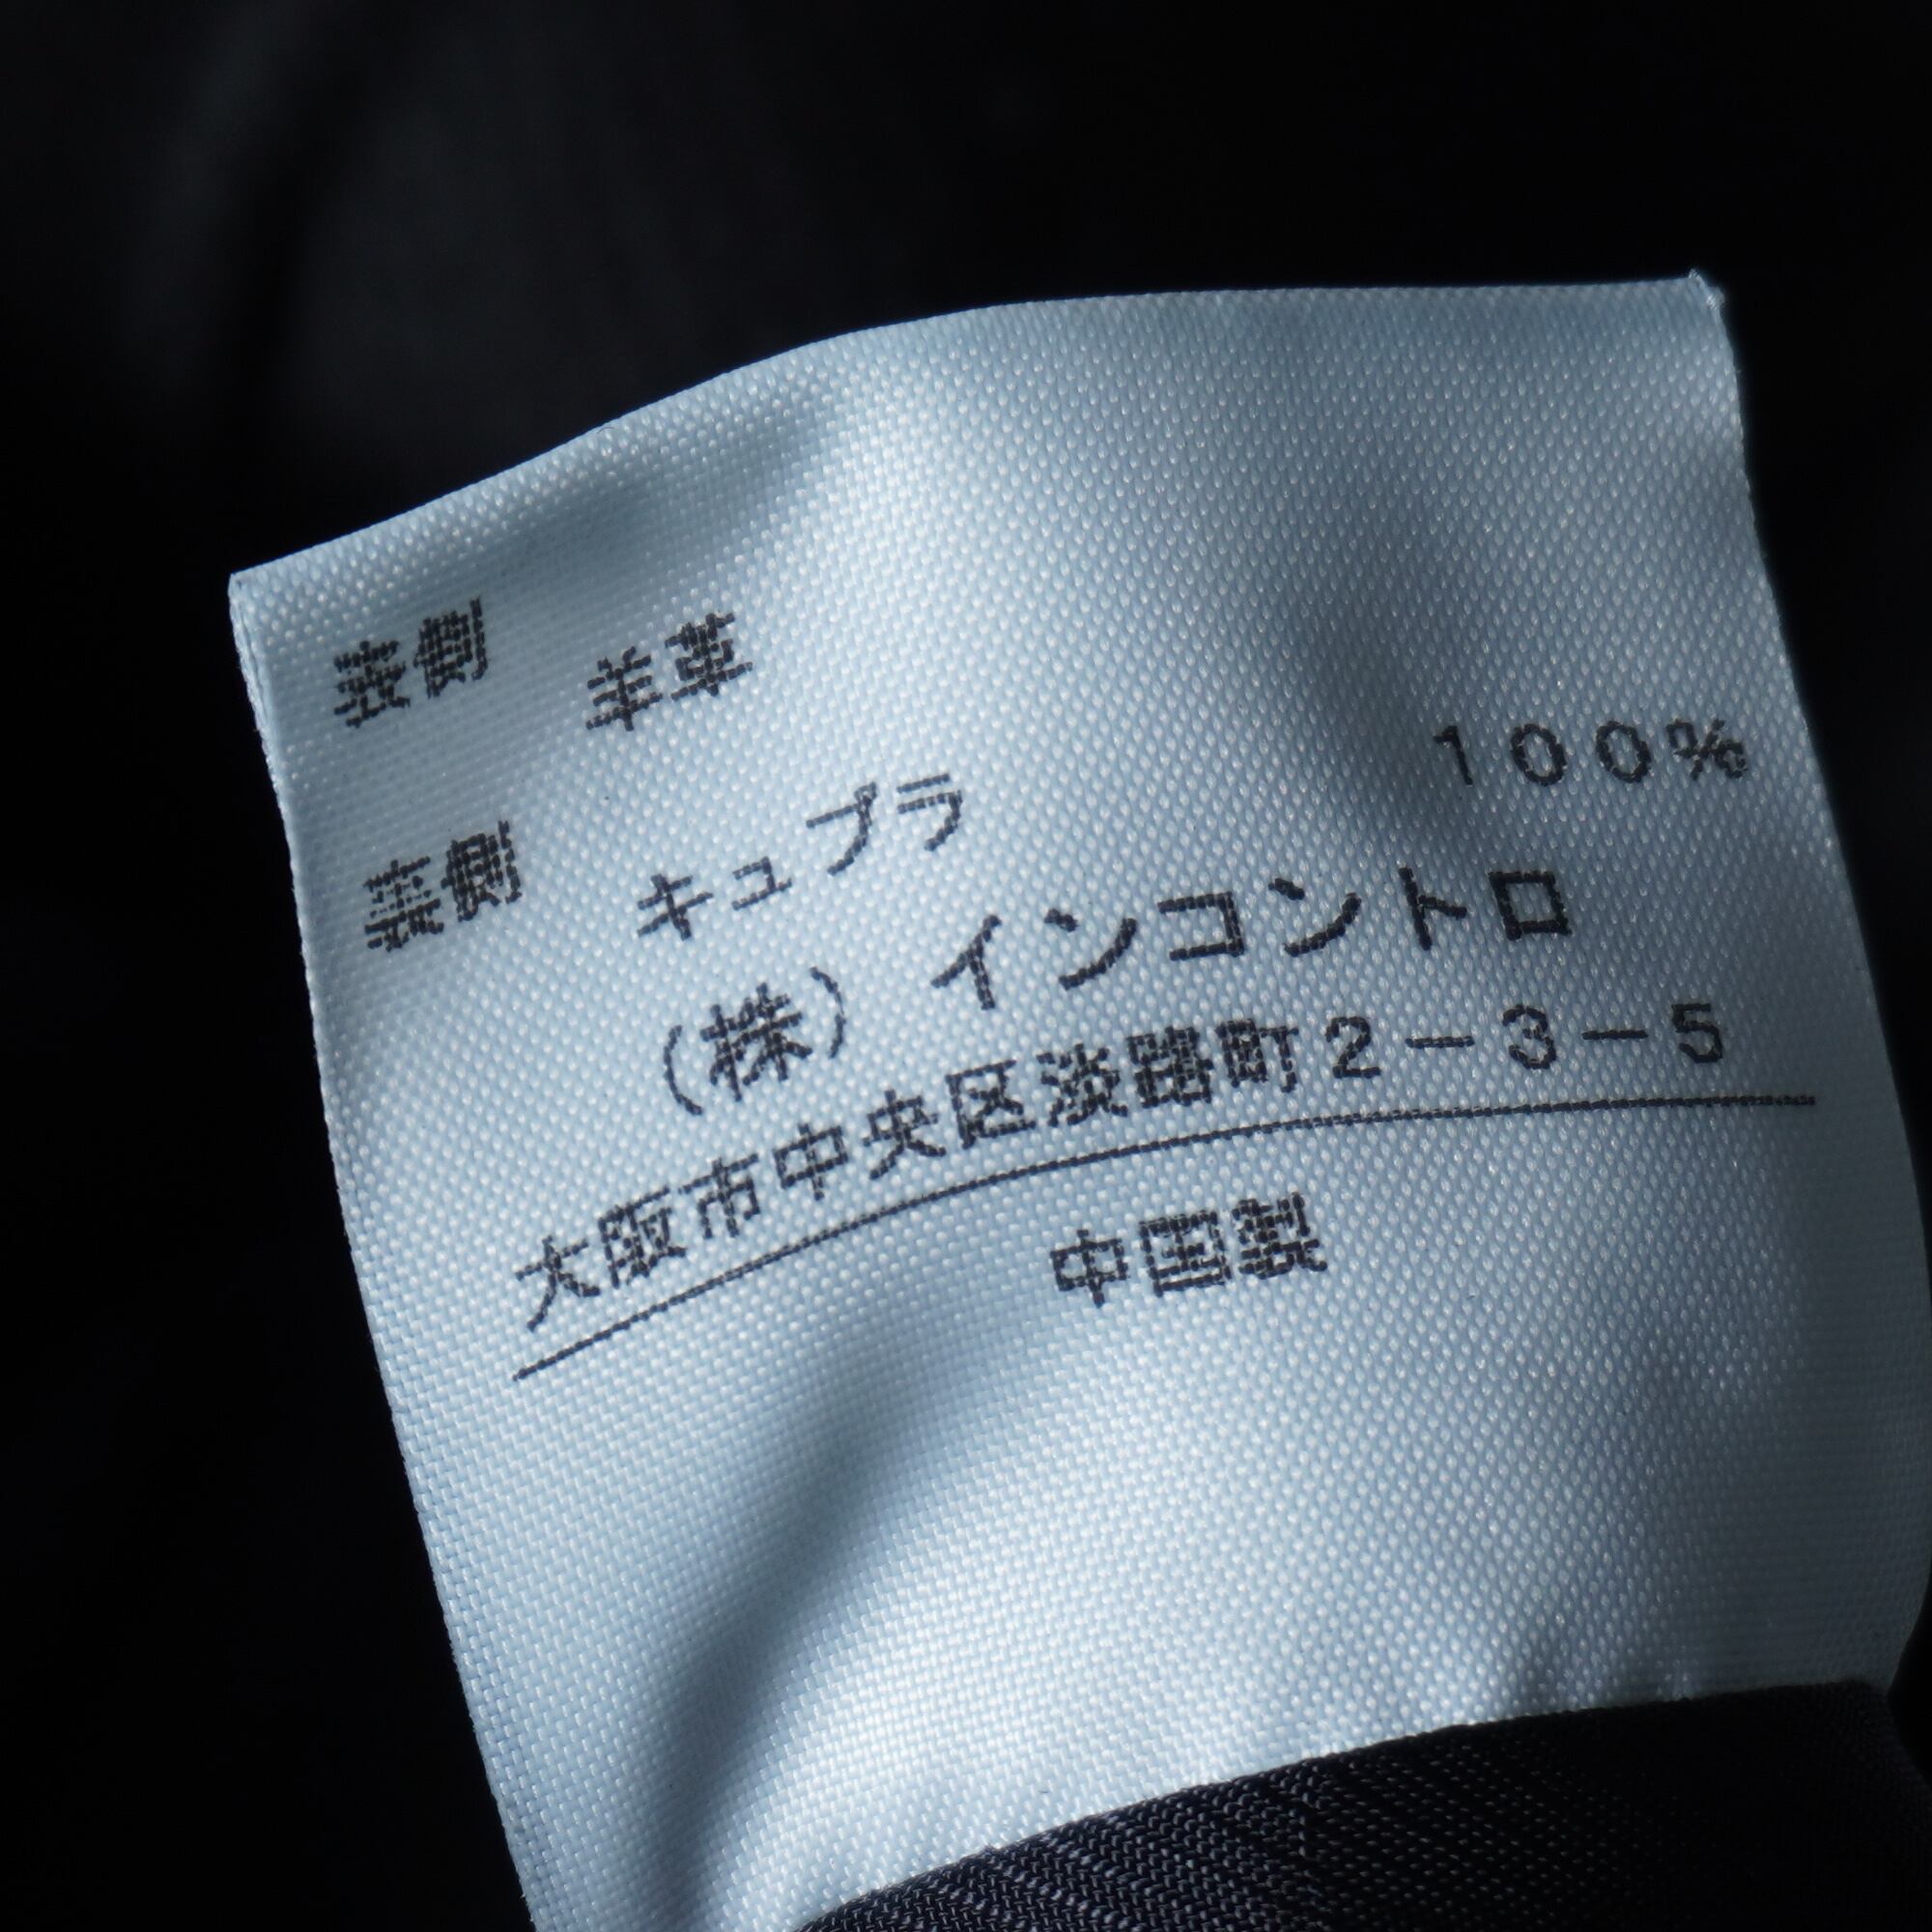 表側 羊革
裏側 キュプラ 100%
(株) インコントロ
大阪市中央区淡路町2-3-5
中国製